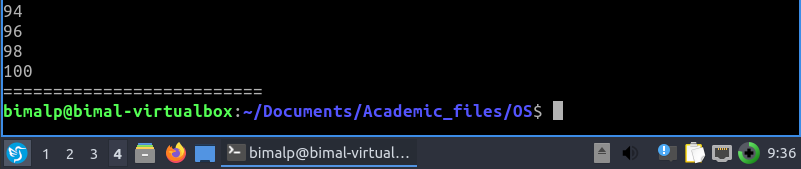 94
96
98
100
==========================
bimalp@bimal-virtualbox:~/Documents/Academic_files/OS$
1 2 3 4 bimalp@bimal-virtual... 9:36